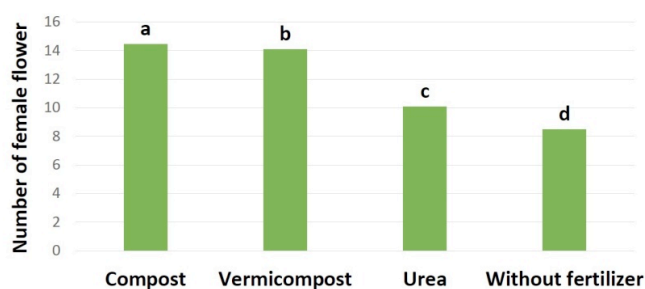 Number of female flower
16
14
12
10
8
6
4
2
0
a
b
c
d
Compost
Vermicompost
Urea
Without fertilizer